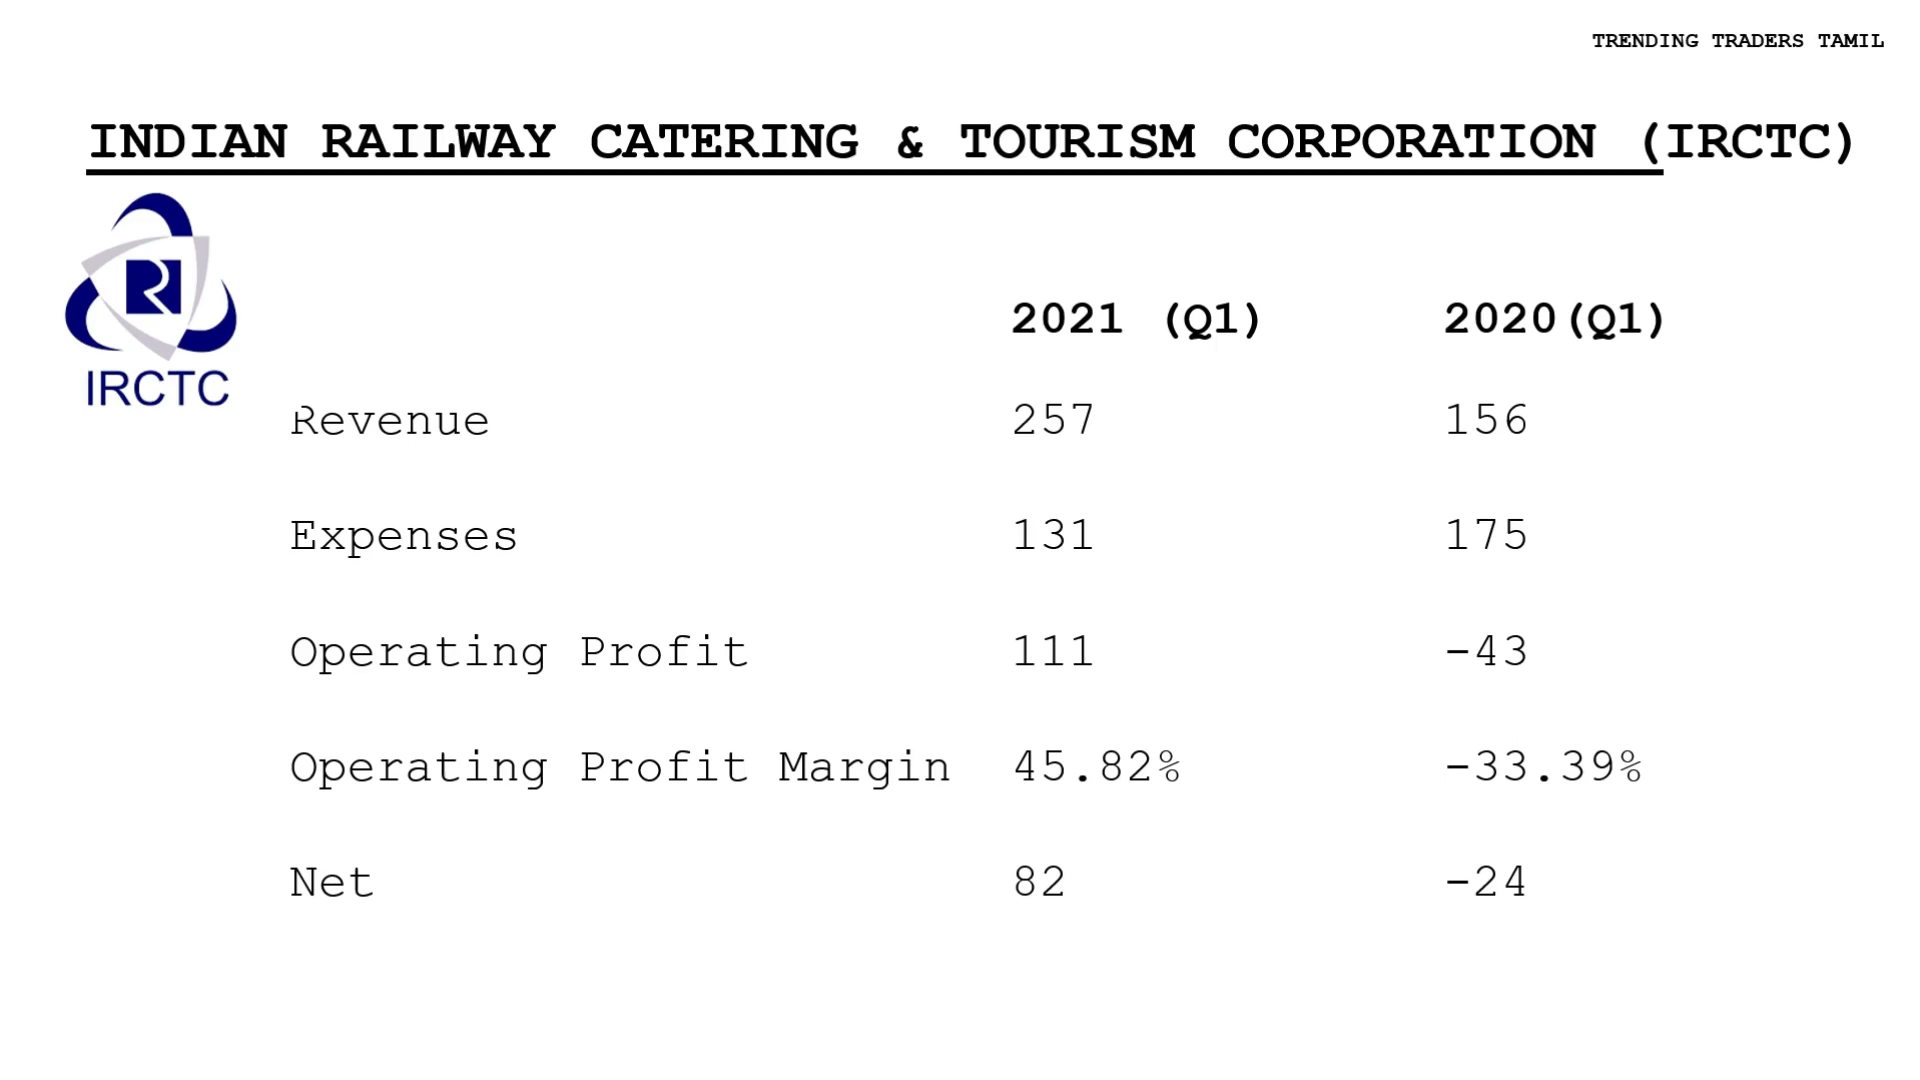 TRENDING TRADERS TAMIL
INDIAN RAILWAY CATERING & TOURISM CORPORATION (IRCTC)
IRCTC
2021 (Q1) 2020(Q1)
Revenue 257 156
Expenses 131 175
Operating Profit 111 -43
Operating Profit Margin 45.82% -33.39%
Net 82 -24